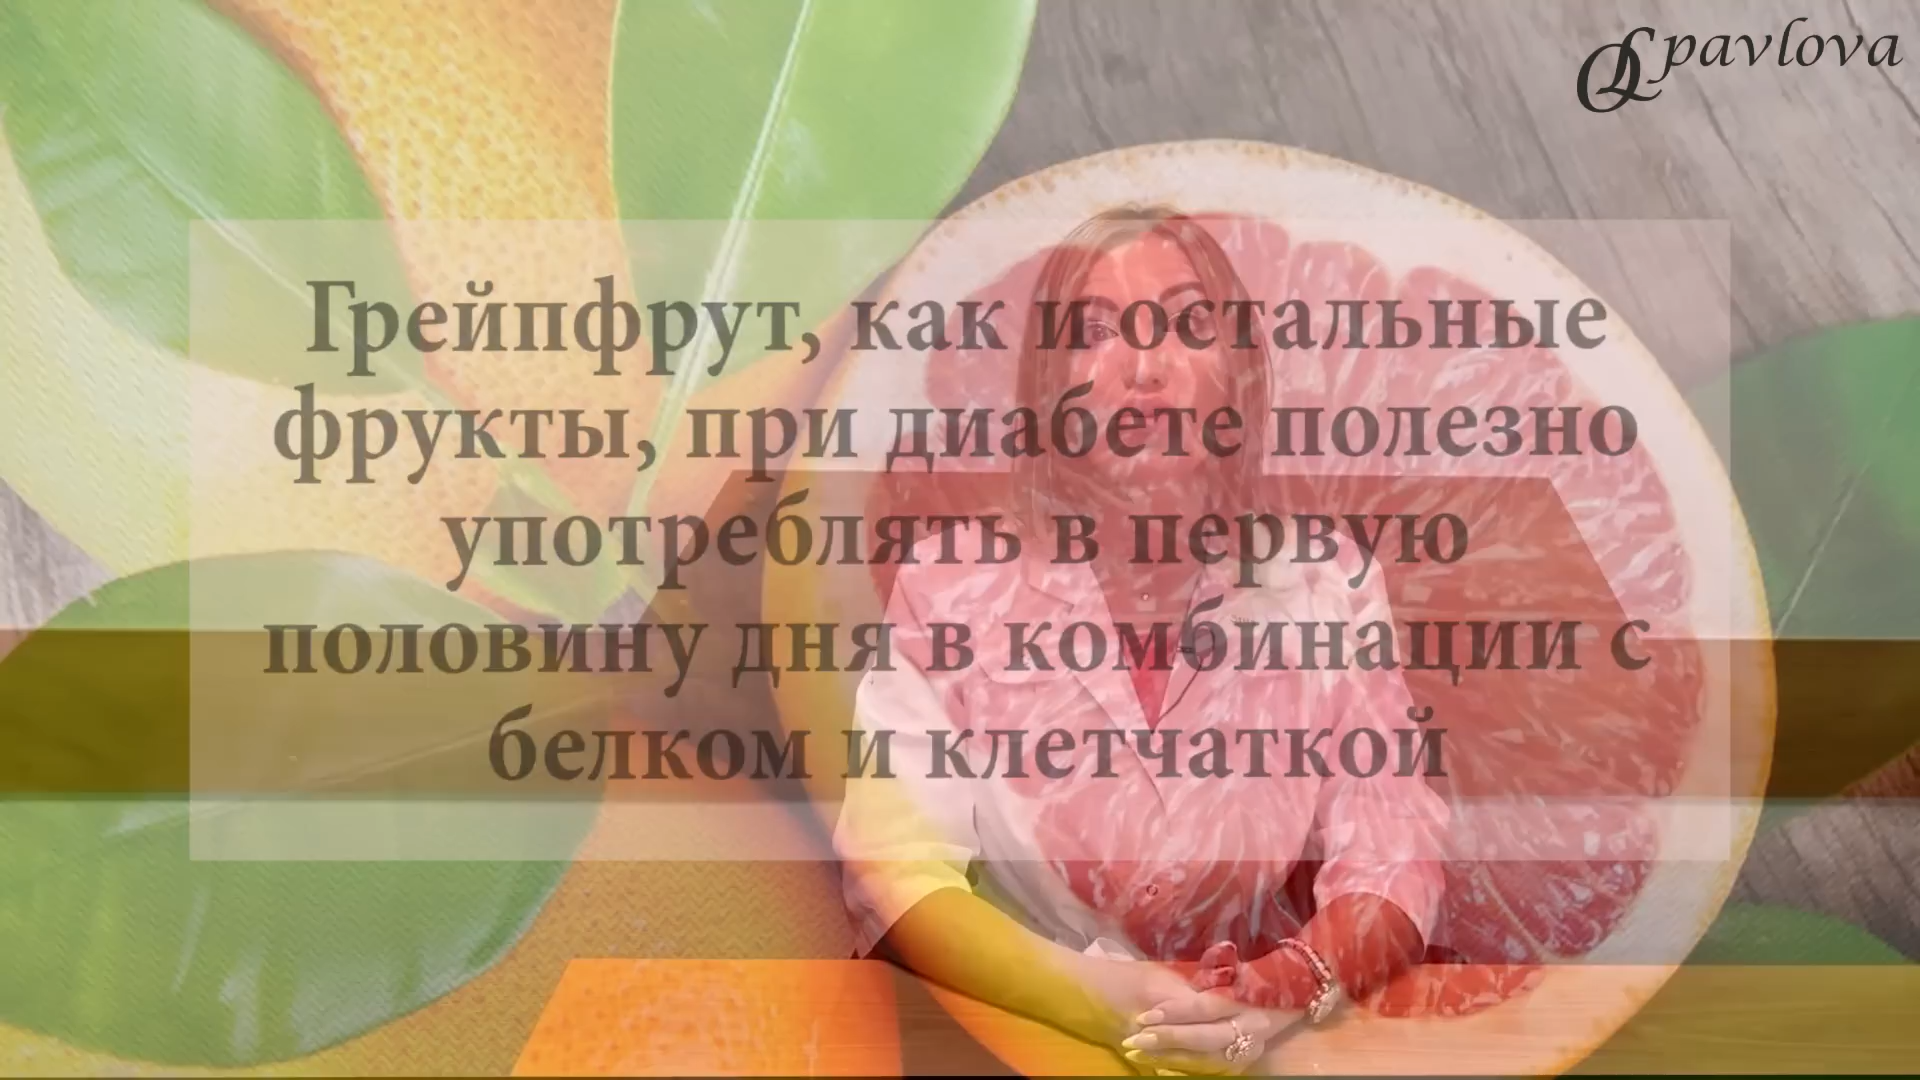 pavlova
Грейпфрут, как и остальные
фрукты, при диабете полезно
употреблять в первую
половину дня в комбинации с
белком и клетчаткой